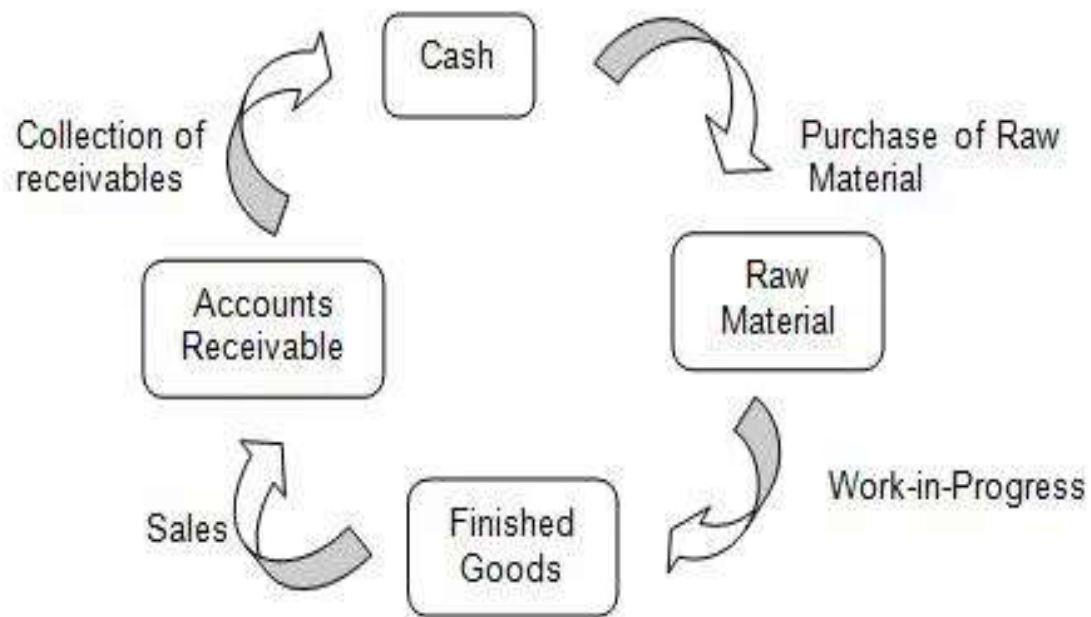 Cash
Purchase of Raw
Material
Raw
Material
Work-in-Progress
Finished
Goods
Sales
Accounts
Receivable
Collection of
receivables